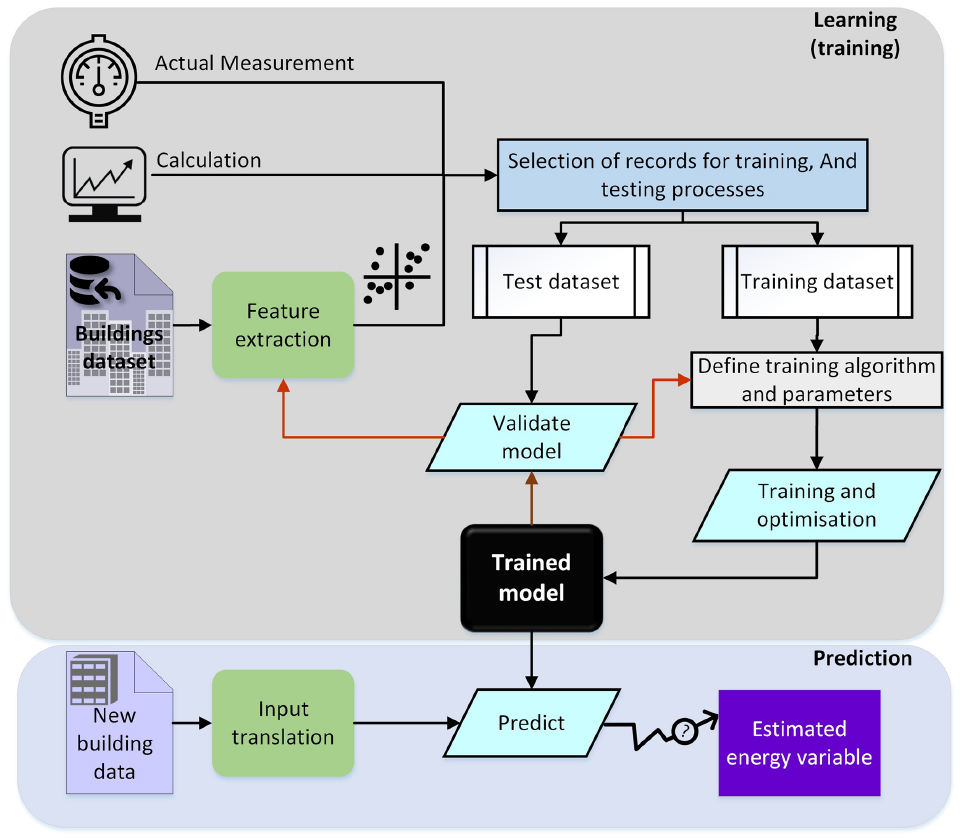 Learning
(training)
Actual Measurement
Calculation
Selection of records for training, And
testing processes
Test dataset
Training dataset
Buildings
dataset
Feature
extraction
Define training algorithm
and parameters
Validate
model
Training and
optimisation
Trained
model
Prediction
New
building
data
Input
translation
Predict
?
Estimated
energy variable